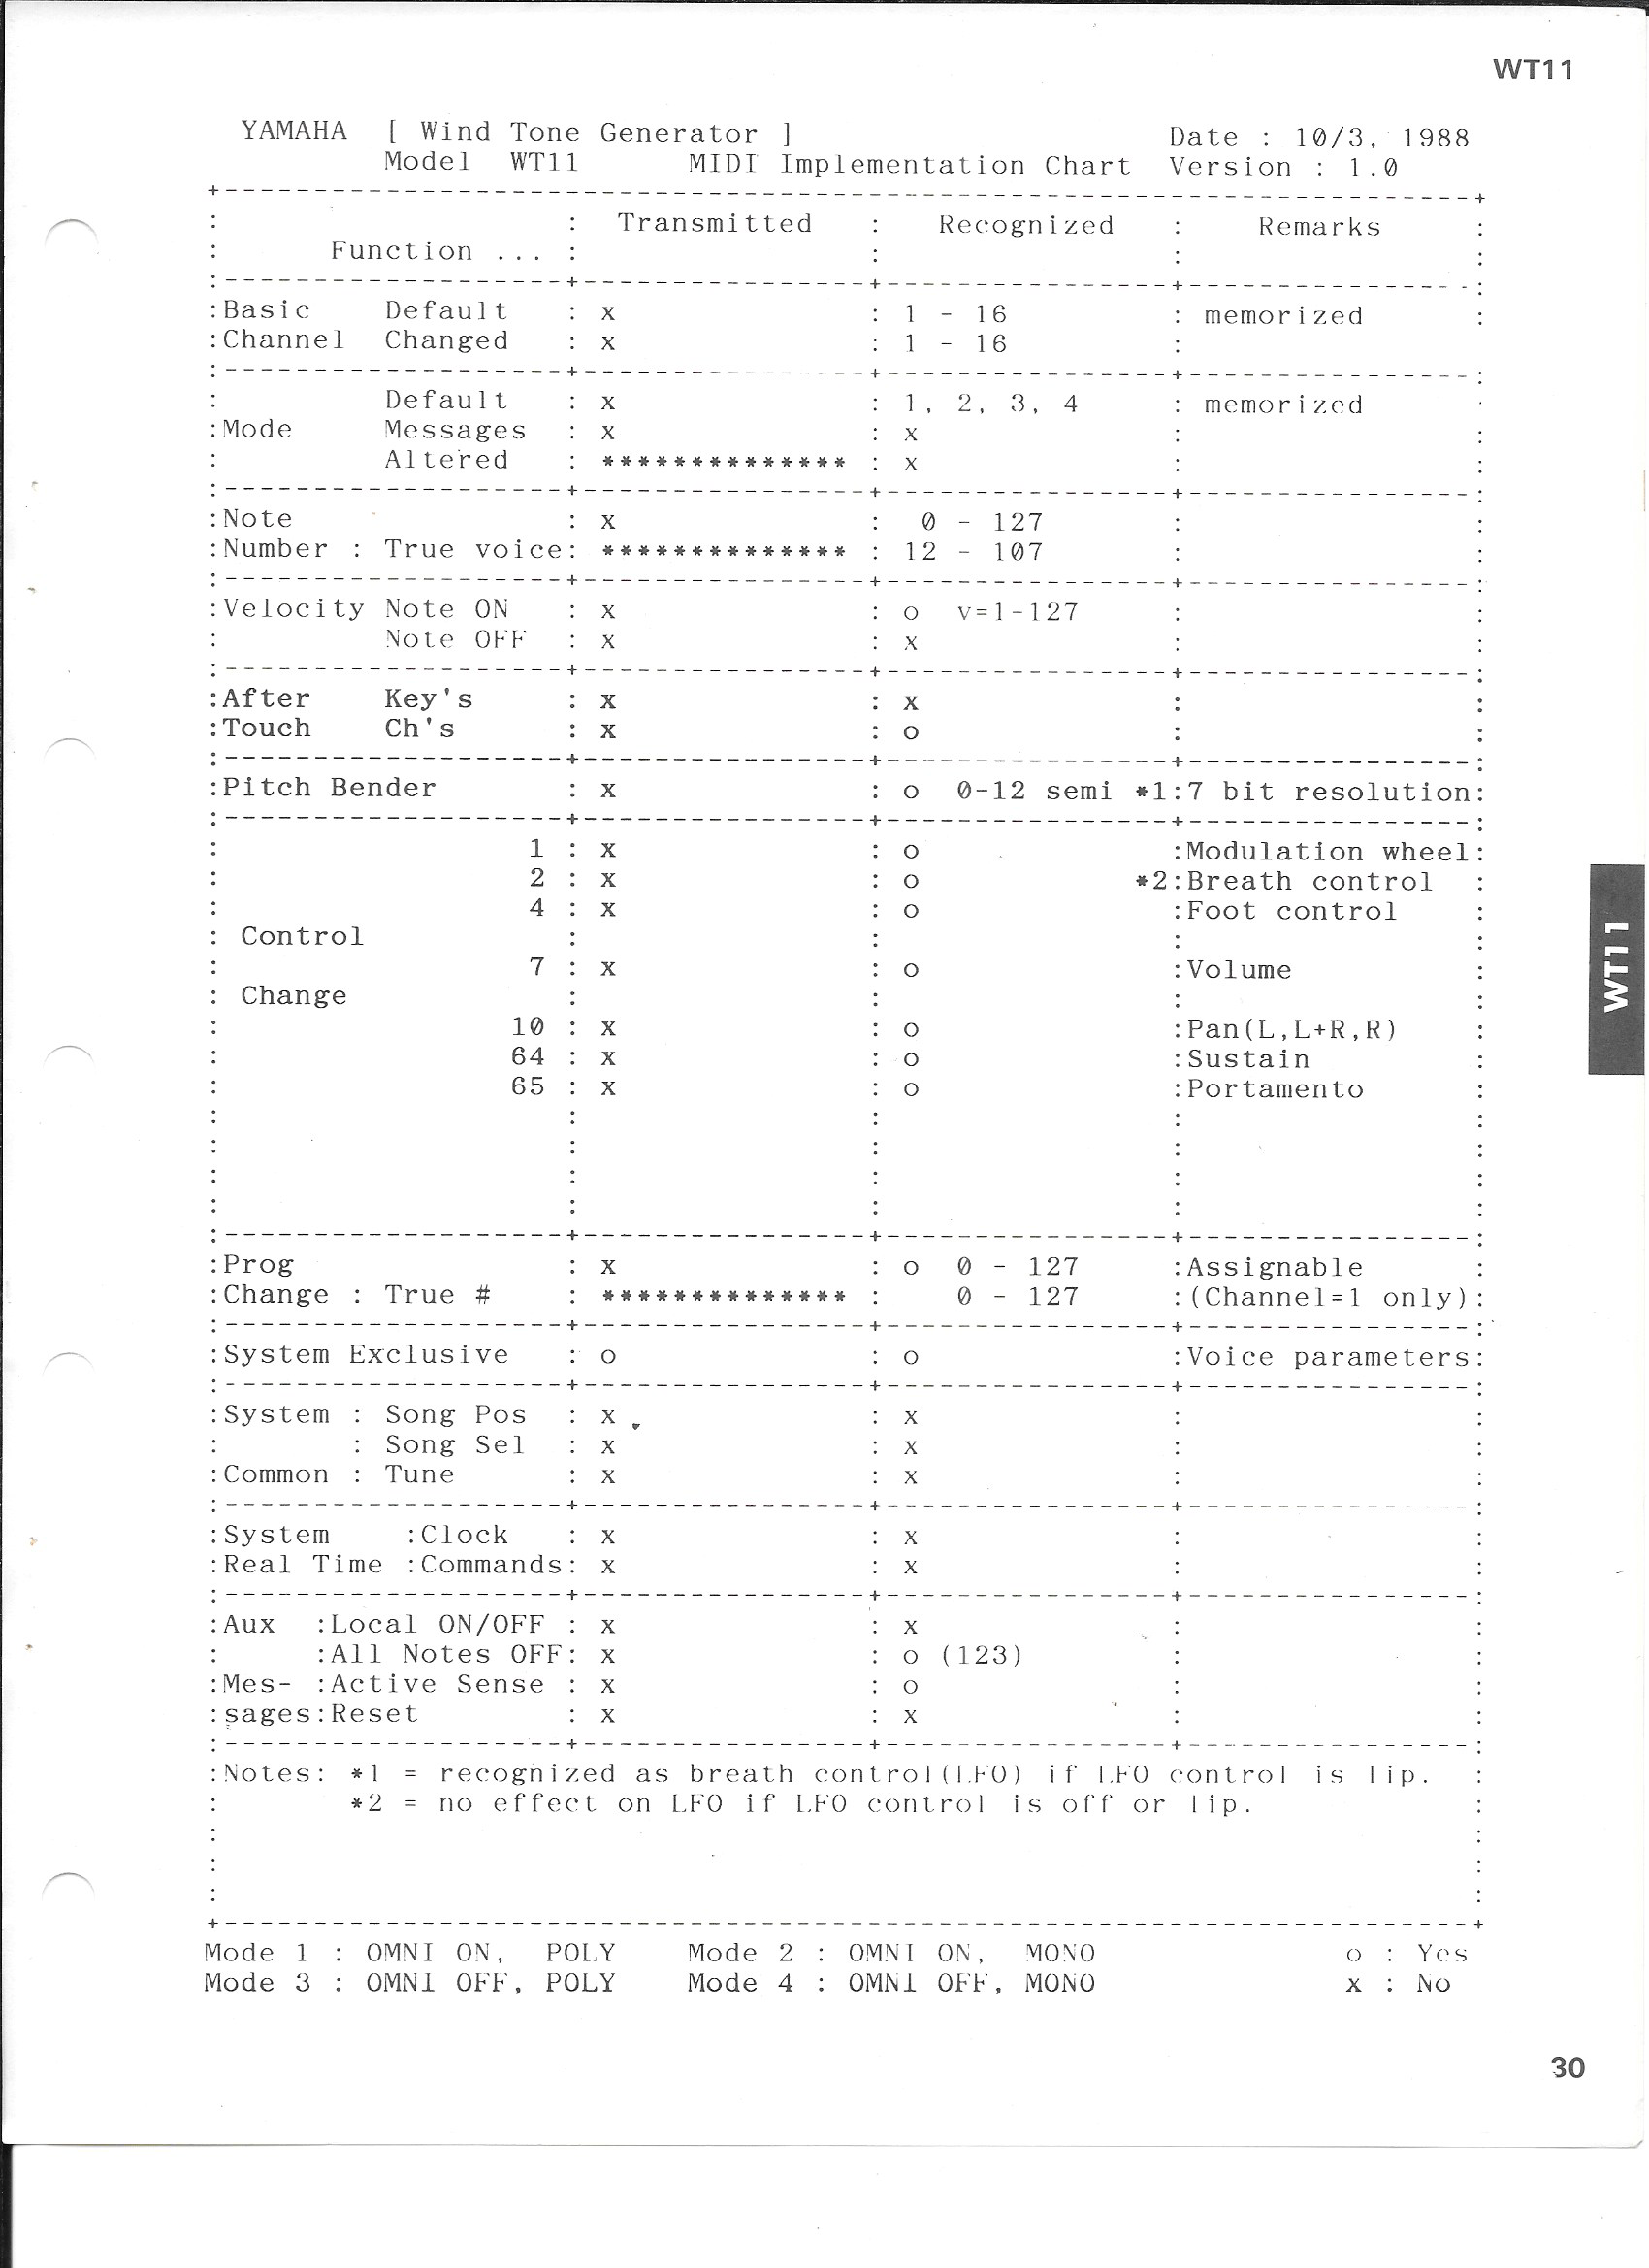 WT11
YAMAHA [ Wind Tone Generator ] Date : 10/3, 1988
Model WT11 MIDI Implementation Chart Version : 1.0
+-----------------------------------------------------------------------+
: : Transmitted : Recognized : Remarks :
: Function ... : : : :
:-------------------+----------------+----------------+----------------:
:Basic Default : x : 1 - 16 : memorized :
:Channel Changed : x : 1 - 16 :
:-------------------+----------------+----------------+----------------:
: Default : x : 1, 2, 3, 4 : memorized :
:Mode Messages : x : x : :
: Altered : ************** : x : :
:-------------------+----------------+----------------+----------------:
:Note : x : 0 - 127 : :
:Number : True voice: ************** : 12 - 107 : :
:-------------------+----------------+----------------+----------------:
:Velocity Note ON : x : o v=1-127 : :
: Note OFF : x : x : :
:-------------------+----------------+----------------+----------------:
:After Key's : x : x : :
:Touch Ch's : x : o : :
:-------------------+----------------+----------------+----------------:
:Pitch Bender : x : o 0-12 semi *1:7 bit resolution:
:-------------------+----------------+----------------+----------------:
: 1 : x : o :Modulation wheel:
: 2 : x : o *2:Breath control :
: 4 : x : o :Foot control :
: Control : : : :
: 7 : x : o :Volume :
: Change : : : :
: 10 : x : o :Pan(L,L+R,R) :
: 64 : x : o :Sustain :
: 65 : x : o :Portamento :
: : : : :
: : : : :
: : : : :
: : : : :
:-------------------+----------------+----------------+----------------:
:Prog : x : o 0 - 127 :Assignable :
:Change : True # : ************** : 0 - 127 :(Channel=1 only):
:-------------------+----------------+----------------+----------------:
:System Exclusive : o : o :Voice parameters:
:-------------------+----------------+----------------+----------------:
:System : Song Pos : x : x : :
: : Song Sel : x : x : :
:Common : Tune : x : x : :
:-------------------+----------------+----------------+----------------:
:System :Clock : x : x : :
:Real Time :Commands: x : x : :
:-------------------+----------------+----------------+----------------:
:Aux :Local ON/OFF : x : x : :
: :All Notes OFF: x : o (123) : :
:Mes- :Active Sense : x : o : :
:sages:Reset : x : x : :
:-------------------+----------------+----------------+----------------:
:Notes: *1 = recognized as breath control(LFO) if LFO control is lip. :
: *2 = no effect on LFO if LFO control is off or lip. :
: :
: :
: :
+-----------------------------------------------------------------------+
Mode 1 : OMNI ON, POLY Mode 2 : OMNI ON, MONO o : Yes
Mode 3 : OMNI OFF, POLY Mode 4 : OMNI OFF, MONO x : No
WT11
30